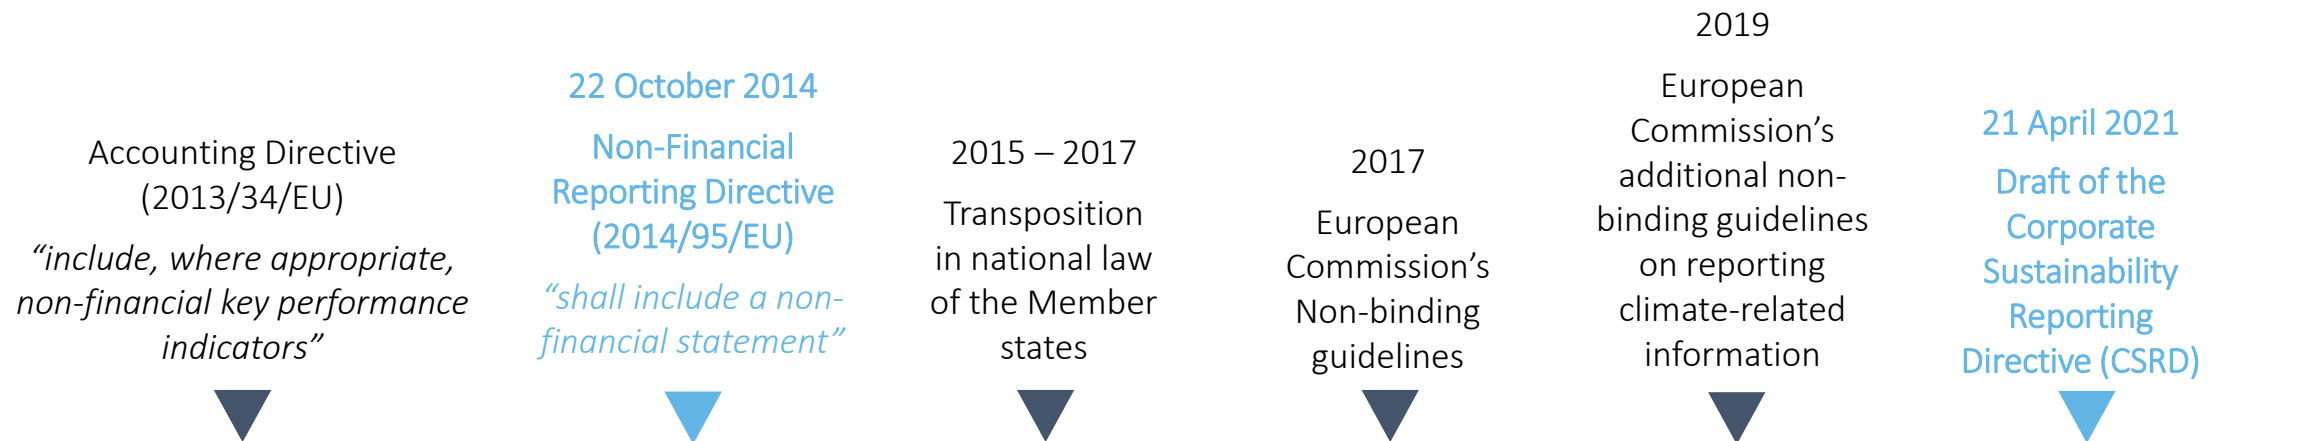 Accounting Directive
(2013/34/EU)
“include, where appropriate,
non-financial key performance
indicators”
22 October 2014
Non-Financial
Reporting Directive
(2014/95/EU)
“shall include a non-
financial statement”
2015 – 2017
Transposition
in national law
of the Member
states
2017
European
Commission’s
Non-binding
guidelines
2019
European
Commission’s
additional non-
binding guidelines
on reporting
climate-related
information
21 April 2021
Draft of the
Corporate
Sustainability
Reporting
Directive (CSRD)